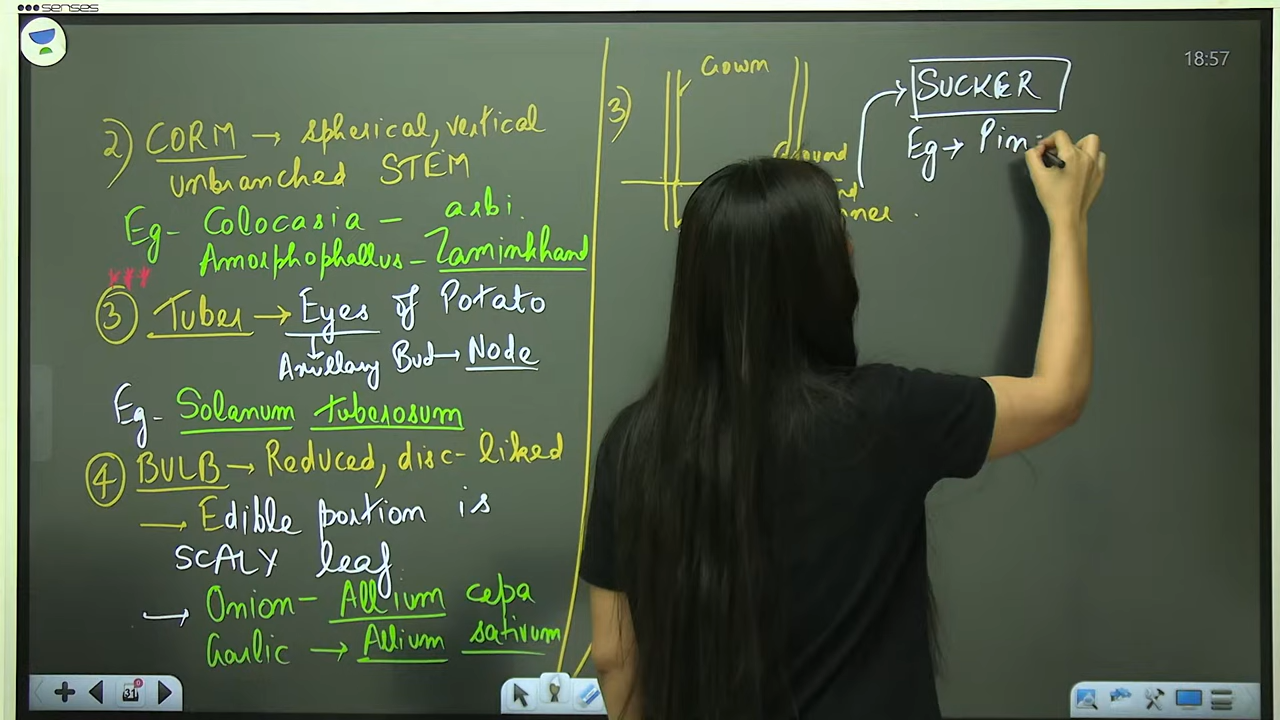 senses
18:57
2) CORM → spherical, vertical
unbranched STEM
Eg - Colocasia - arbi.
Amorphophallus - Zaminkhand
***
3 Tuber → Eyes of Potato
Axillary Bud → Node
Eg - Solanum tuberosum
4 BULB → Reduced, disc-liked
→ Edible portion is
SCALY leaf
→ Onion - Allium cepa
Garlic → Allium sativum
3)
Ground
SUCKER
Eg → Pin
31